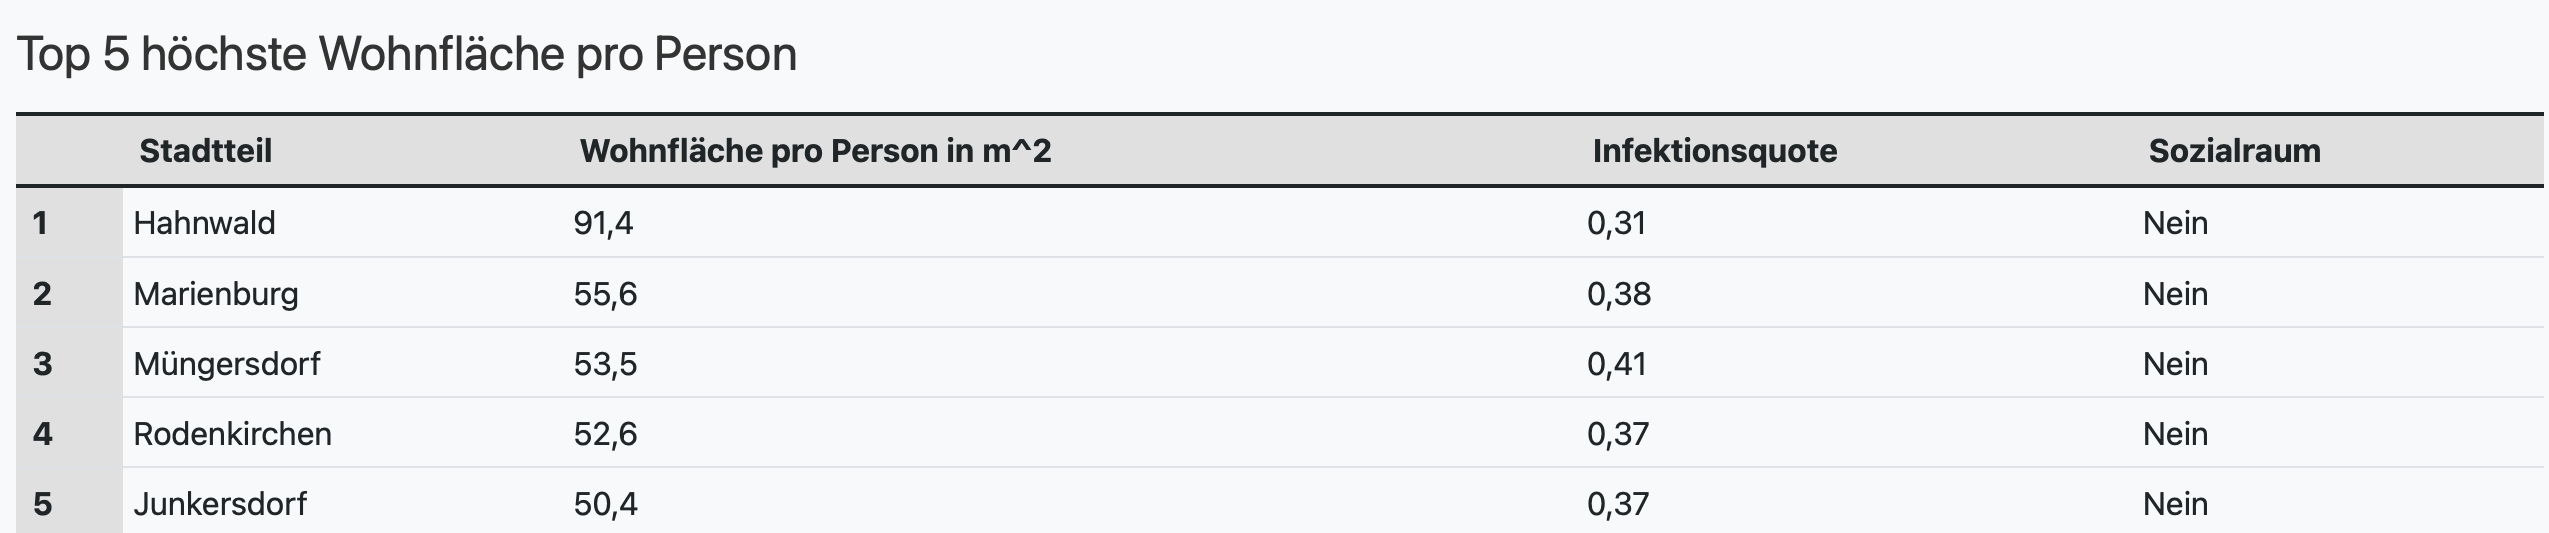 Top 5 höchste Wohnfläche pro Person
Stadtteil Wohnfläche pro Person in m^2 Infektionsquote Sozialraum
1 Hahnwald 91,4 0,31 Nein
2 Marienburg 55,6 0,38 Nein
3 Müngersdorf 53,5 0,41 Nein
4 Rodenkirchen 52,6 0,37 Nein
5 Junkersdorf 50,4 0,37 Nein